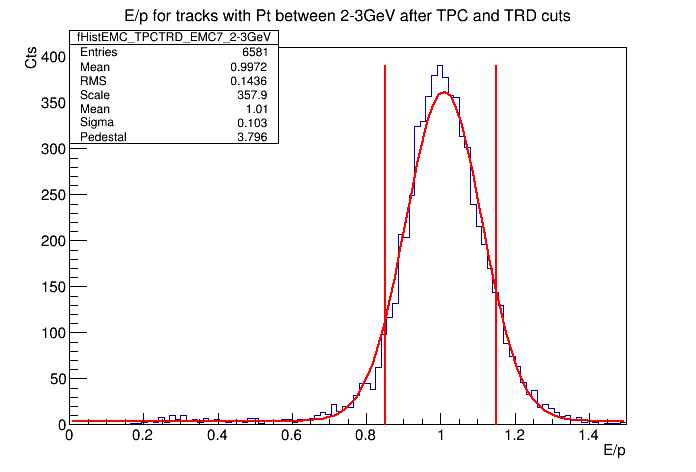 E/p for tracks with Pt between 2-3GeV after TPC and TRD cuts
fHistEMC_TPCTRD_EMC7_2-3GeV
Entries 6581
Mean 0.9972
RMS 0.1436
Scale 357.9
Mean 1.01
Sigma 0.103
Pedestal 3.796
Cts
400
350
300
250
200
150
100
50
0
0 0.2 0.4 0.6 0.8 1 1.2 1.4
E/p